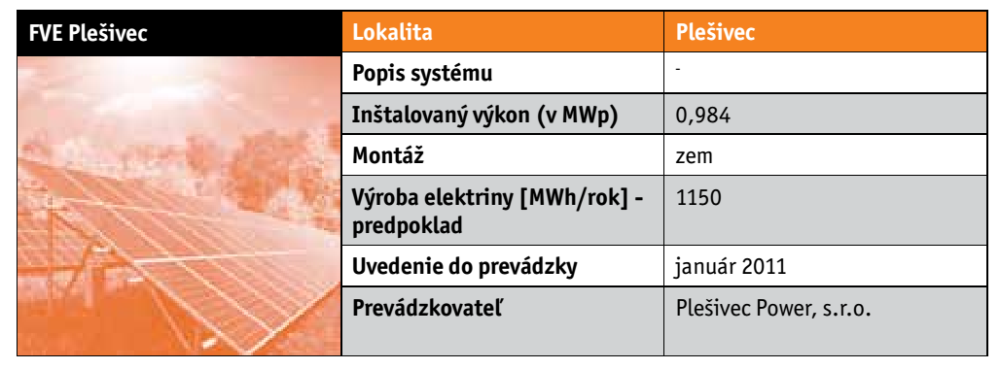 FVE Plešivec
Lokalita Plešivec
Popis systému -
Inštalovaný výkon (v MWp) 0,984
Montáž zem
Výroba elektriny [MWh/rok] - 1150
predpoklad
Uvedenie do prevádzky január 2011
Prevádzkovateľ Plešivec Power, s.r.o.